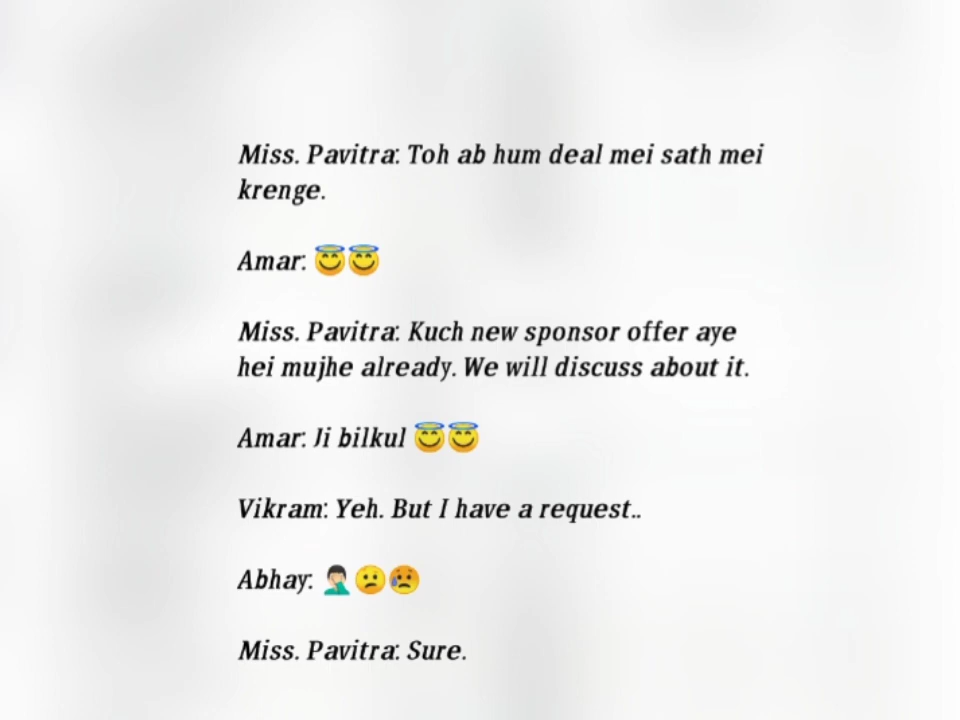 Miss. Pavitra: Toh ab hum deal mei sath mei
krenge.
Amar: 😇😇
Miss. Pavitra: Kuch new sponsor offer aye
hei mujhe already. We will discuss about it.
Amar: Ji bilkul 😇😇
Vikram: Yeh. But I have a request..
Abhay: 🤦🏻‍♂️😕😥
Miss. Pavitra: Sure.